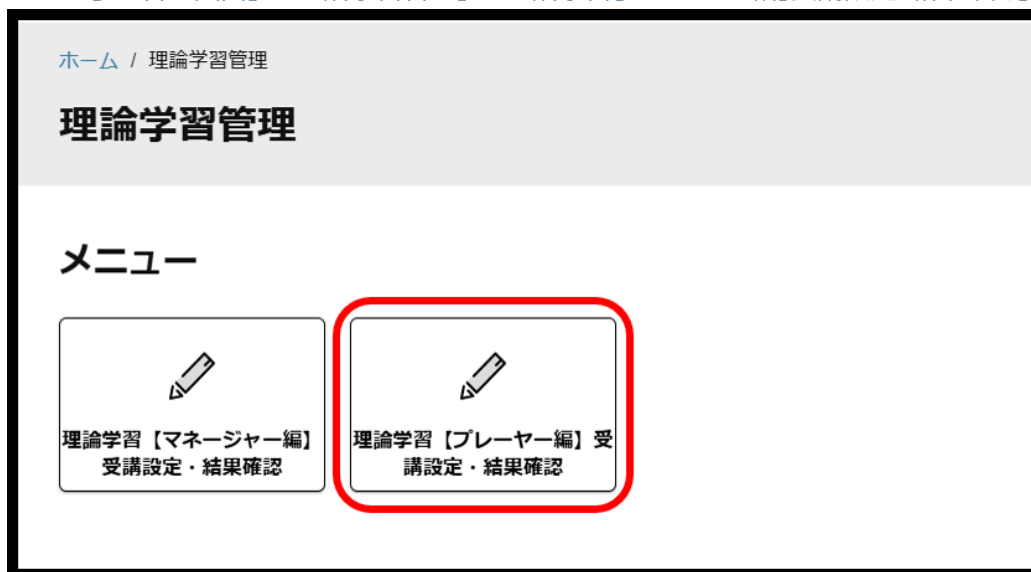 ホーム / 理論学習管理
理論学習管理
メニュー
理論学習【マネージャー編】
受講設定・結果確認
理論学習【プレーヤー編】受
講設定・結果確認